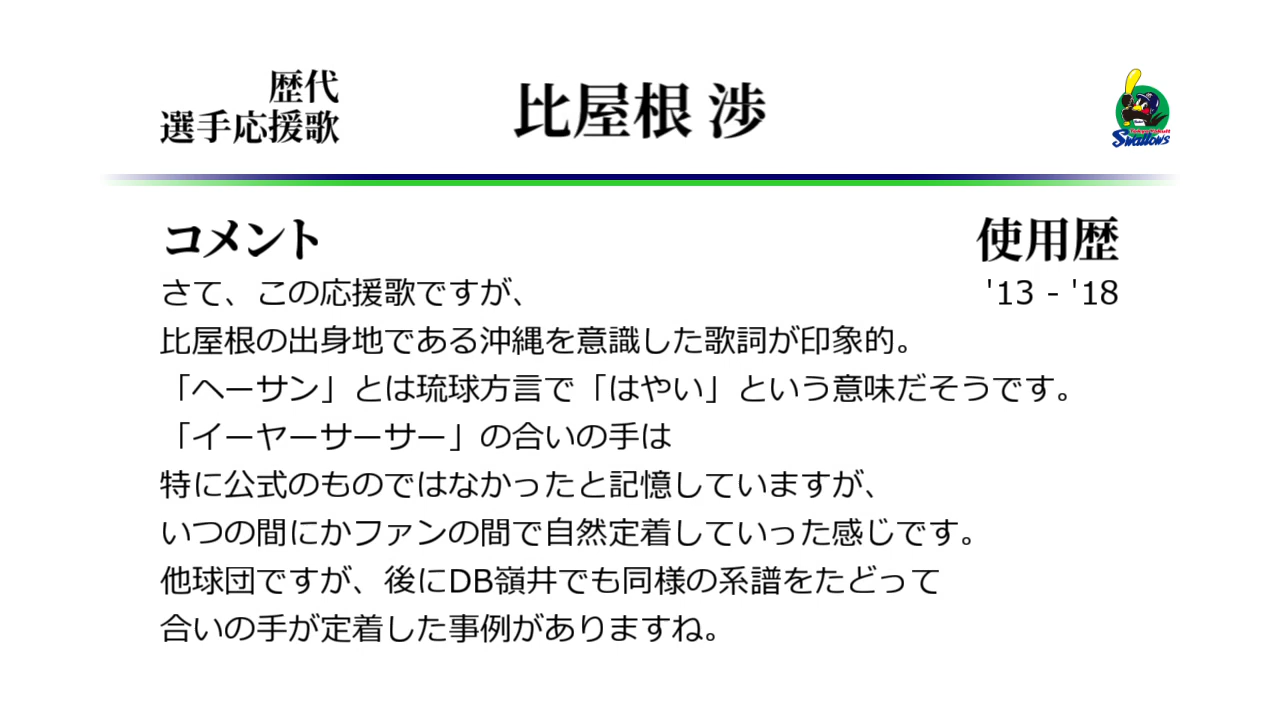 歴代
選手応援歌
比屋根 渉
Swallows
コメント
使用歴
さて、この応援歌ですが、
'13 - '18
比屋根の出身地である沖縄を意識した歌詞が印象的。
「ヘーサン」とは琉球方言で「はやい」という意味だそうです。
「イーヤーサーサー」の合いの手は
特に公式のものではなかったと記憶していますが、
いつの間にかファンの間で自然定着していった感じです。
他球団ですが、後にDB嶺井でも同様の系譜をたどって
合いの手が定着した事例がありますね。